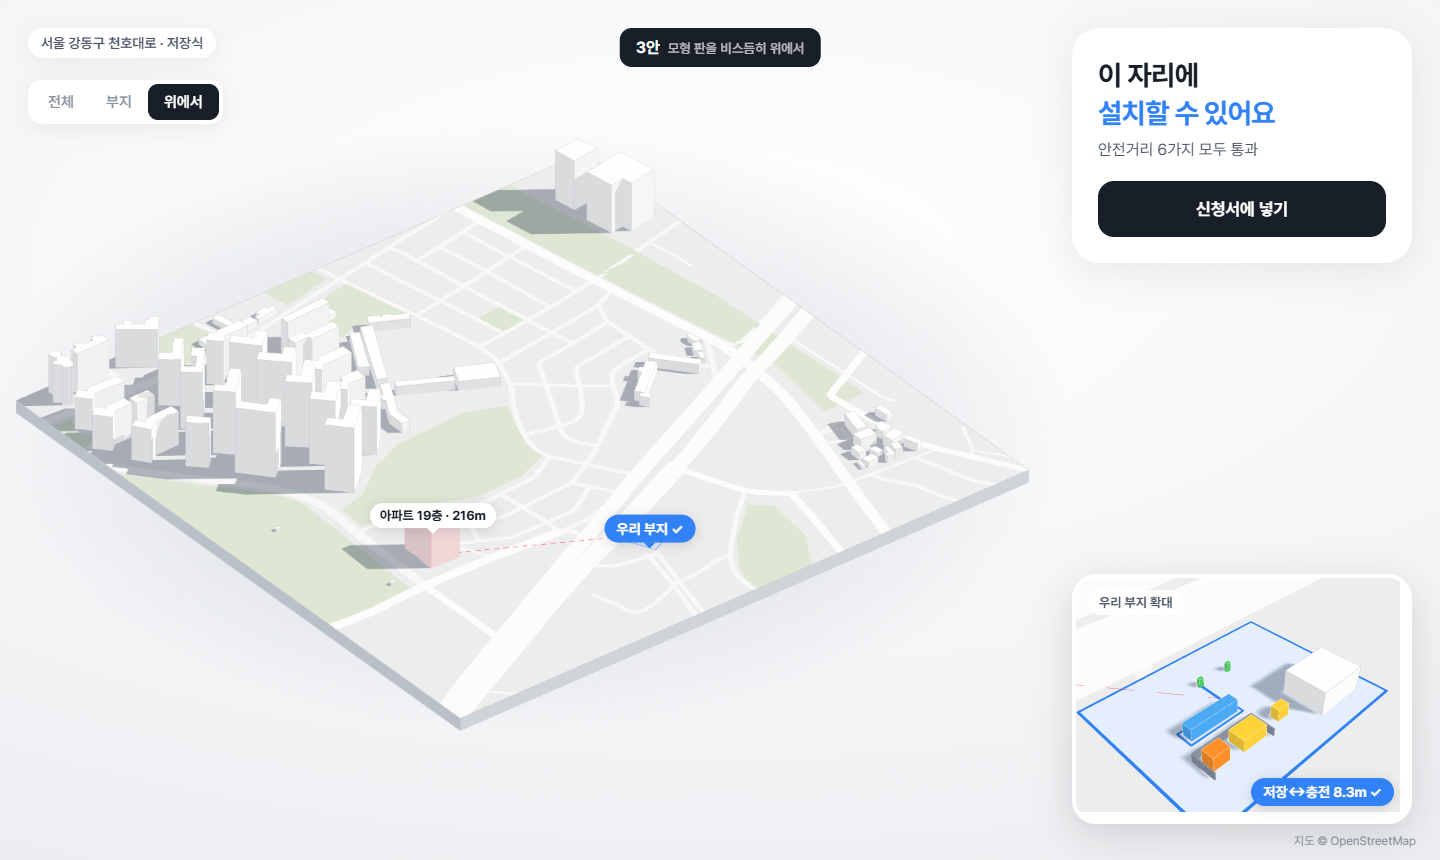 서울 강동구 천호대로 · 저장식
전체 부지 위에서
3안 모형 판을 비스듬히 위에서
이 자리에
설치할 수 있어요
안전거리 6가지 모두 통과
신청서에 넣기
아파트 19층 · 216m
우리 부지 ✓
우리 부지 확대
저장↔충전 8.3m ✓
지도 © OpenStreetMap